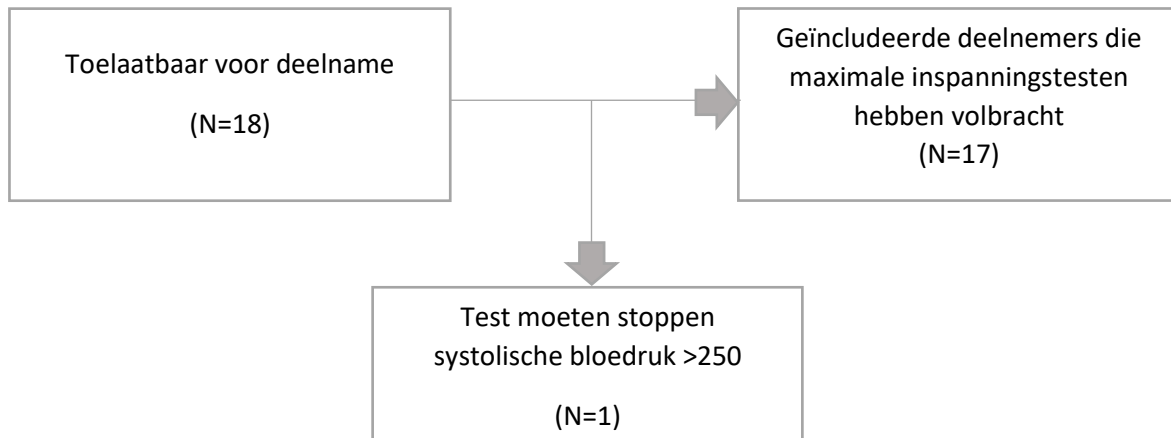 Toelaatbaar voor deelname
(N=18)
Geïncludeerde deelnemers die
maximale inspanningstesten
hebben volbracht
(N=17)
Test moeten stoppen
systolische bloedruk >250
(N=1)